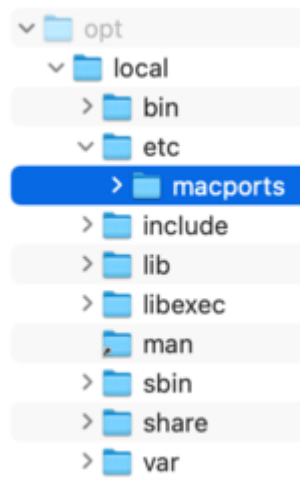 opt
local
bin
etc
macports
include
lib
libexec
man
sbin
share
var